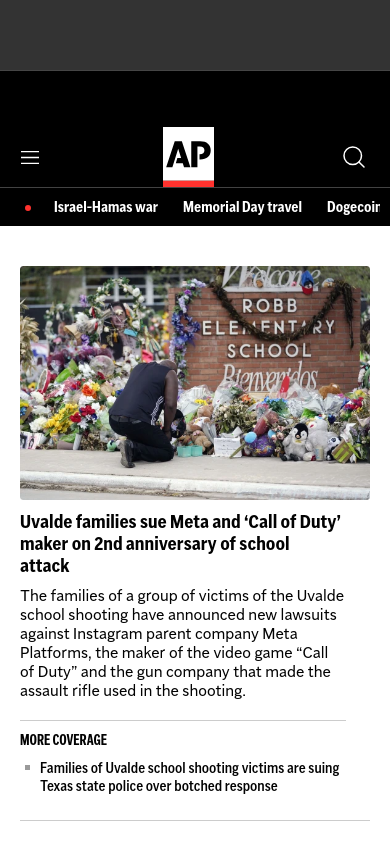 AP
Israel-Hamas war Memorial Day travel Dogecoin
Welcome
ROBB
ELEMENTARY
SCHOOL
Bienvenidos
Uvalde families sue Meta and ‘Call of Duty’
maker on 2nd anniversary of school
attack
The families of a group of victims of the Uvalde
school shooting have announced new lawsuits
against Instagram parent company Meta
Platforms, the maker of the video game “Call
of Duty” and the gun company that made the
assault rifle used in the shooting.
MORE COVERAGE
Families of Uvalde school shooting victims are suing
Texas state police over botched response